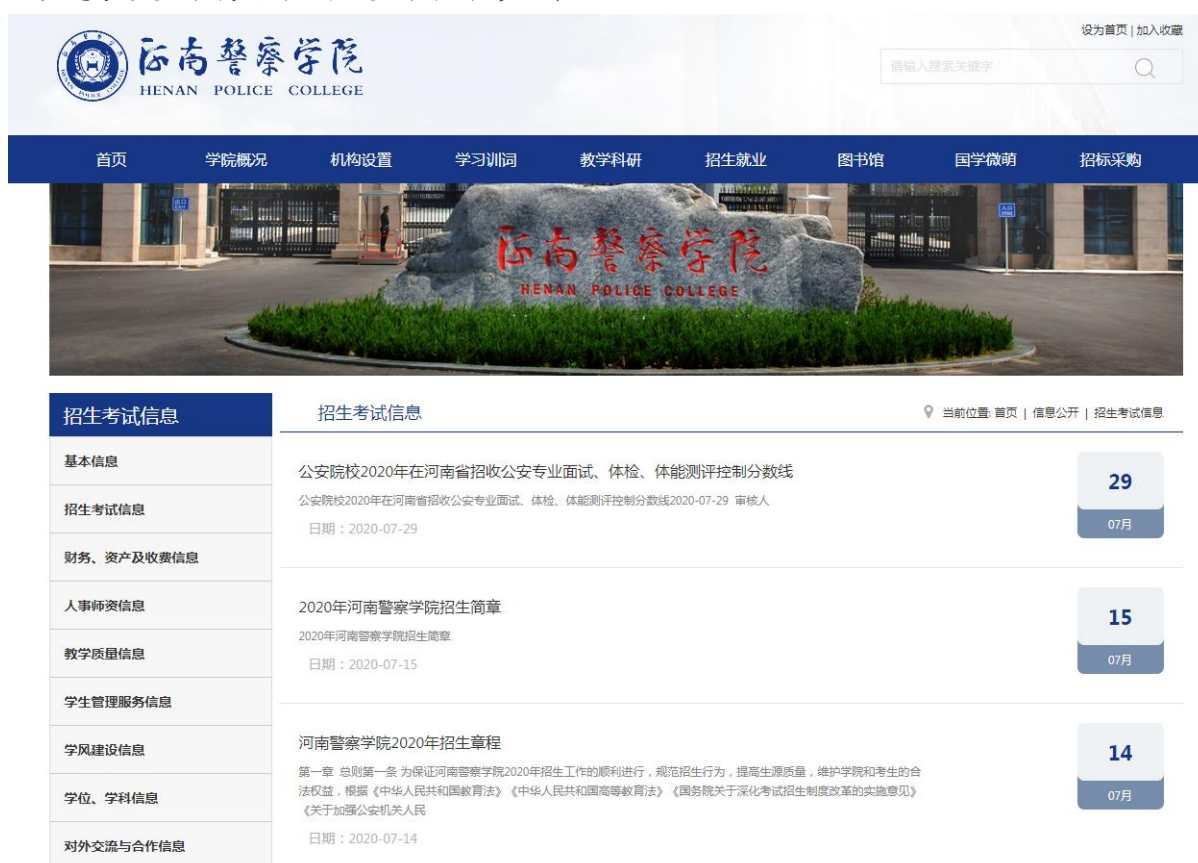 设为首页 | 加入收藏
河南警察学院
HENAN POLICE COLLEGE
请输入搜索关键字
首页 学院概况 机构设置 学习训词 教学科研 招生就业 图书馆 国学微萌 招标采购
出口
入口
河南警察学院
HENAN POLICE COLLEGE
招生考试信息
基本信息
招生考试信息
财务、资产及收费信息
人事师资信息
教学质量信息
学生管理服务信息
学风建设信息
学位、学科信息
对外交流与合作信息
招生考试信息
当前位置: 首页 | 信息公开 | 招生考试信息
公安院校2020年在河南省招收公安专业面试、体检、体能测评控制分数线
公安院校2020年在河南省招收公安专业面试、体检、体能测评控制分数线2020-07-29 审核人
日期：2020-07-29
29
07月
2020年河南警察学院招生简章
2020年河南警察学院招生简章
日期：2020-07-15
15
07月
河南警察学院2020年招生章程
第一章 总则第一条 为保证河南警察学院2020年招生工作的顺利进行，规范招生行为，提高生源质量，维护学院和考生的合
法权益，根据《中华人民共和国教育法》《中华人民共和国高等教育法》《国务院关于深化考试招生制度改革的实施意见》
《关于加强公安机关人民
日期：2020-07-14
14
07月